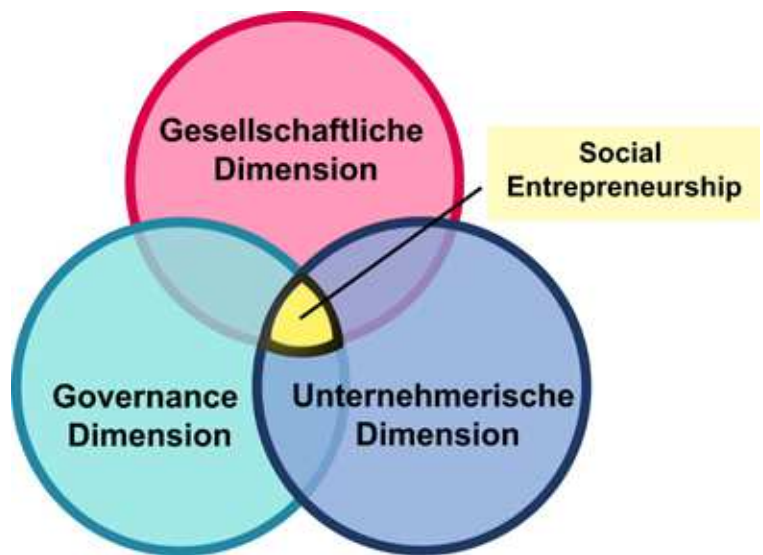 Gesellschaftliche
Dimension
Social
Entrepreneurship
Governance
Dimension
Unternehmerische
Dimension